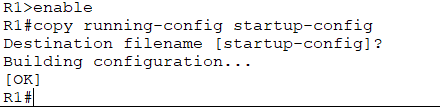 R1>enable
R1#copy running-config startup-config
Destination filename [startup-config]?
Building configuration...
[OK]
R1#